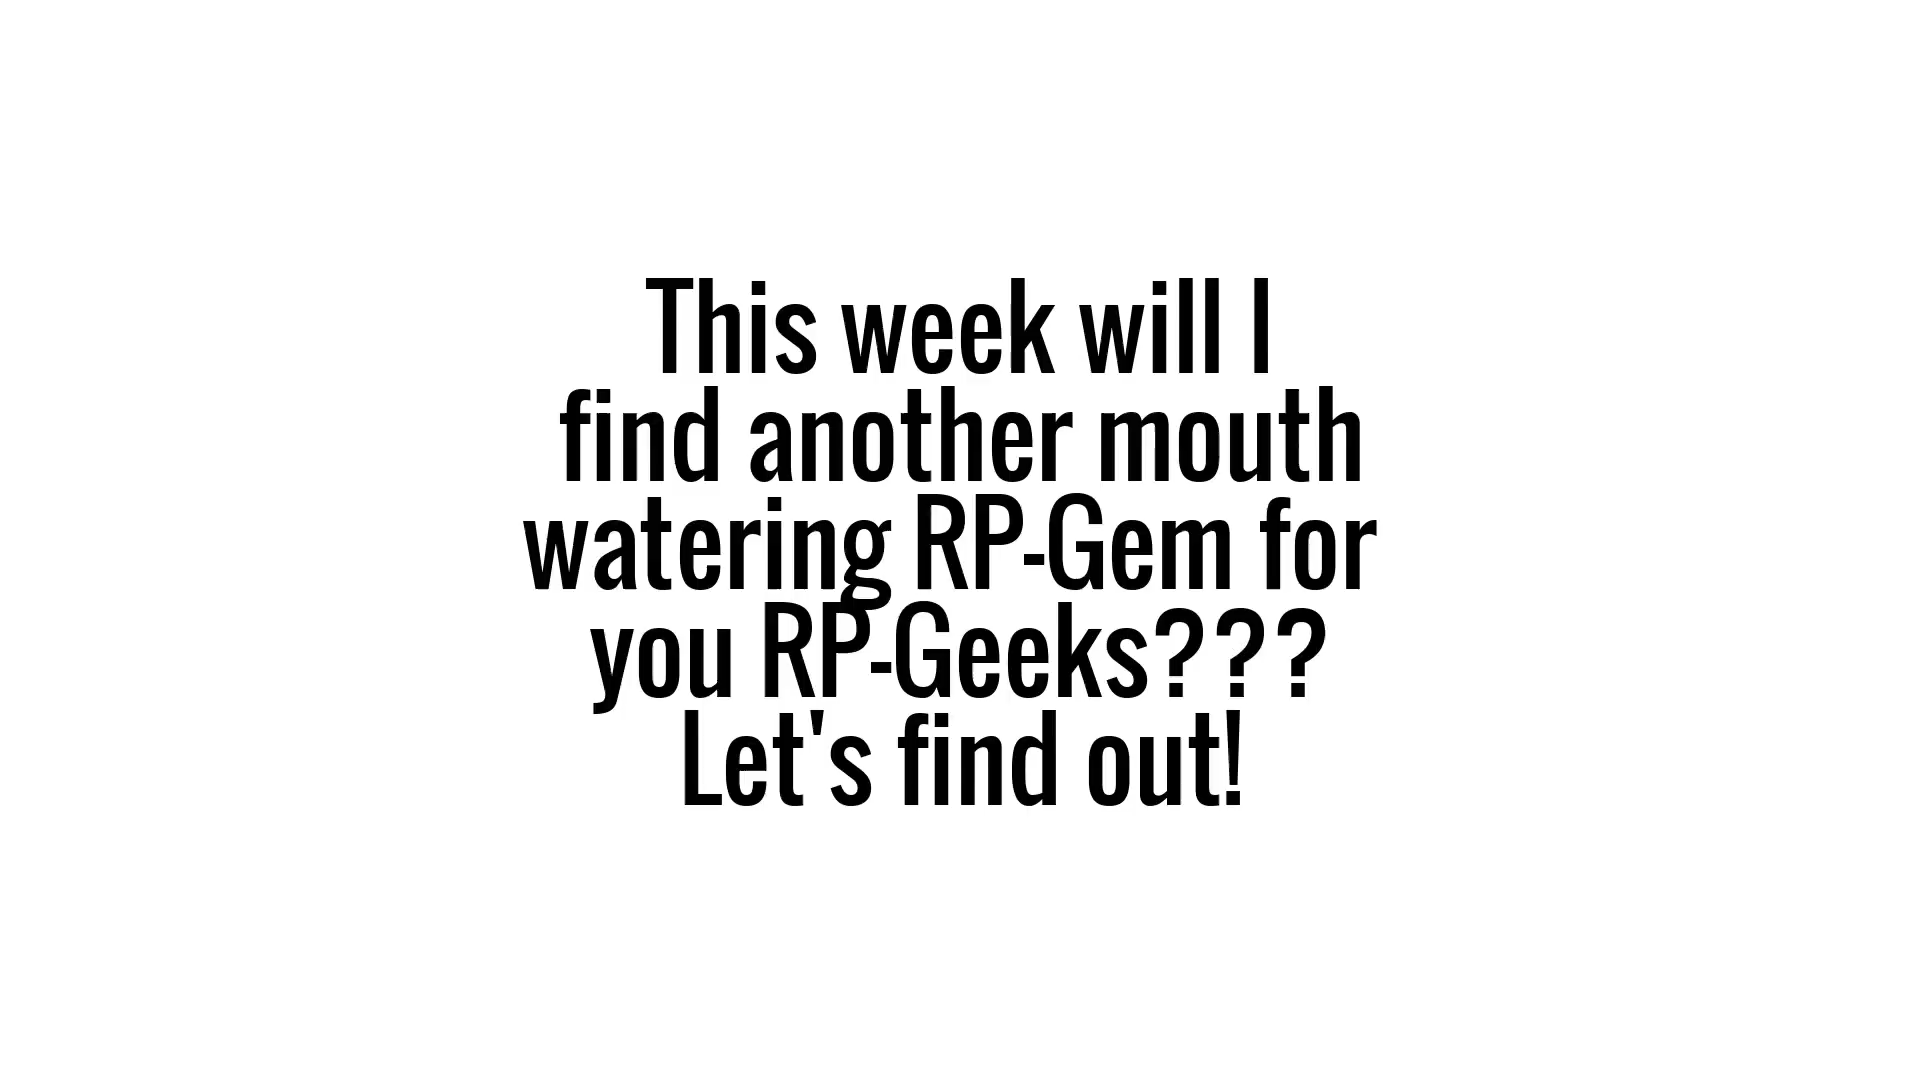 This week will I
find another mouth
watering RP-Gem for
you RP-Geeks???
Let's find out!